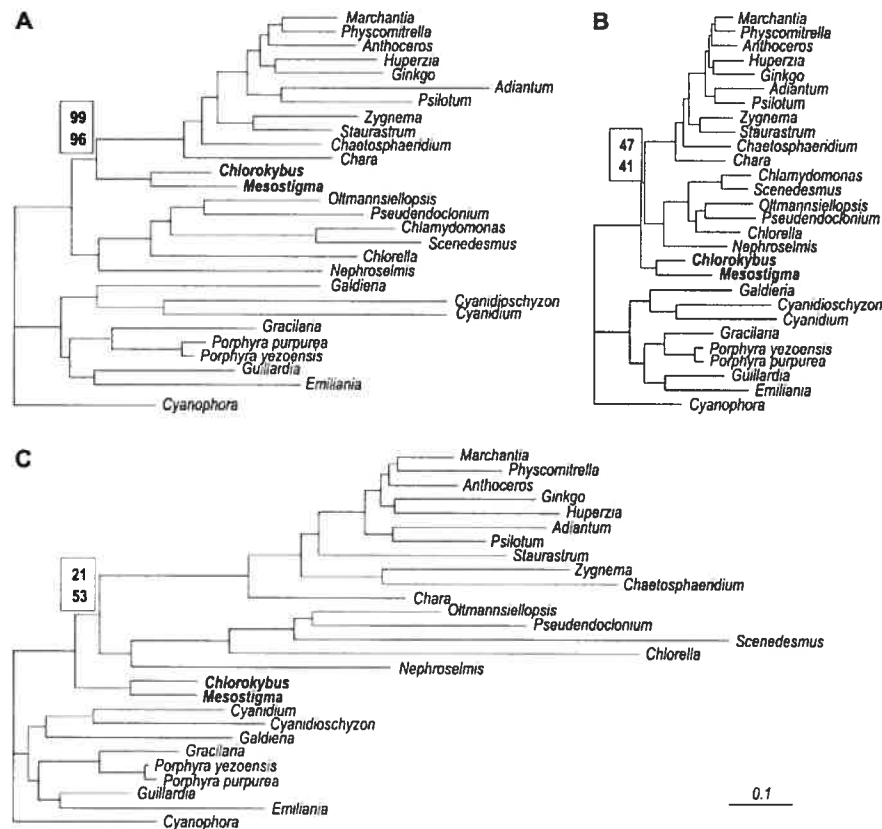 A
Marchantia
Physcomitrella
Anthoceros
Huperzia
Ginkgo
Adiantum
Psilotum
Zygnema
Staurastrum
Chaetosphaeridium
Chara
99
96
Chlorokybus
Mesostigma
Oltmannsiellopsis
Pseudendoclonium
Chlamydomonas
Scenedesmus
Chlorella
Nephroselmis
Galdieria
Cyanidioschyzon
Cyanidium
Gracilaria
Porphyra purpurea
Porphyra yezoensis
Guillardia
Emiliania
Cyanophora
B
Marchantia
Physcomitrella
Anthoceros
Huperzia
Ginkgo
Adiantum
Psilotum
Zygnema
Staurastrum
Chaetosphaeridium
Chara
47
41
Chlamydomonas
Scenedesmus
Oltmannsiellopsis
Pseudendoclonium
Chlorella
Nephroselmis
Chlorokybus
Mesostigma
Galdieria
Cyanidioschyzon
Cyanidium
Gracilaria
Porphyra yezoensis
Porphyra purpurea
Guillardia
Emiliania
Cyanophora
C
Marchantia
Physcomitrella
Anthoceros
Ginkgo
Huperzia
Adiantum
Psilotum
Staurastrum
Zygnema
Chaetosphaeridium
Chara
21
53
Oltmannsiellopsis
Pseudendoclonium
Scenedesmus
Chlorella
Nephroselmis
Chlorokybus
Mesostigma
Cyanidium
Cyanidioschyzon
Galdieria
Gracilaria
Porphyra yezoensis
Porphyra purpurea
Guillardia
Emiliania
Cyanophora
0.1